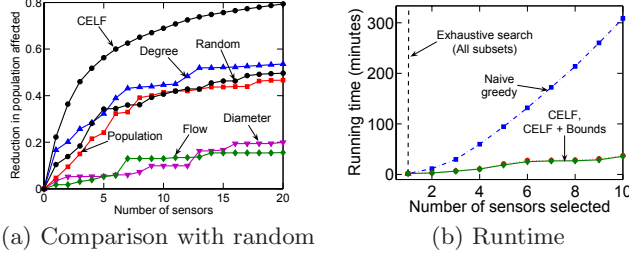 Reduction in population affected
0.8
0.6
0.4
0.2
0
0
5
10
15
20
CELF
Degree
Random
Population
Flow
Diameter
Number of sensors
(a) Comparison with random
Running time (minutes)
300
200
100
0
2
4
6
8
10
Exhaustive search
(All subsets)
Naive
greedy
CELF,
CELF + Bounds
Number of sensors selected
(b) Runtime